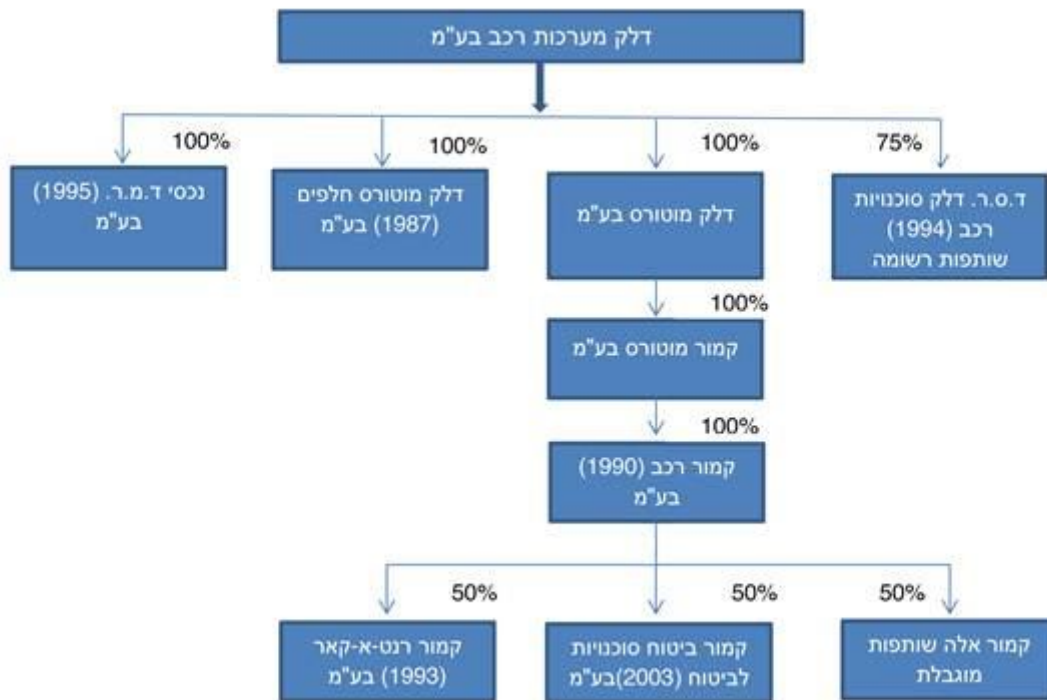 דלק מערכות רכב בע"מ
75%
100%
100%
100%
ד.ס.ר. דלק סוכנויות
רכב (1994)
שותפות רשומה
דלק מוטורס בע"מ
דלק מוטורס חלפים
(1987) בע"מ
נכסי ד.מ.ר. (1995)
בע"מ
100%
קמור מוטורס בע"מ
100%
קמור רכב (1990)
בע"מ
50%
50%
50%
קמור אלה שותפות
מוגבלת
קמור ביטוח סוכנויות
לביטוח (2003)בע"מ
קמור רנט-א-קאר
(1993) בע"מ